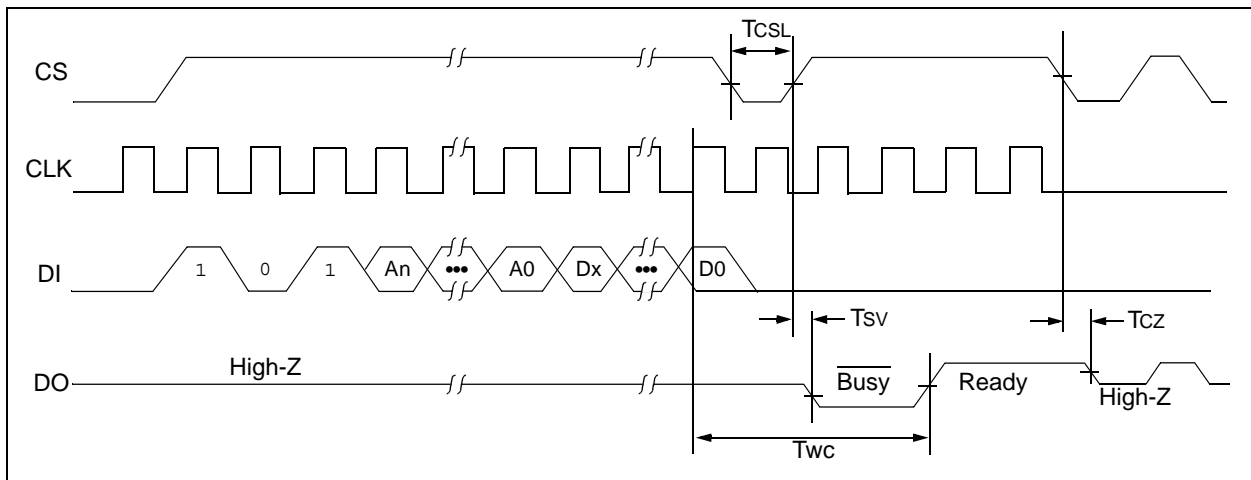 TCSL
CS
CLK
DI 1 0 1 An ••• A0 Dx ••• D0
TSV TCZ
DO High-Z Busy Ready High-Z
Twc